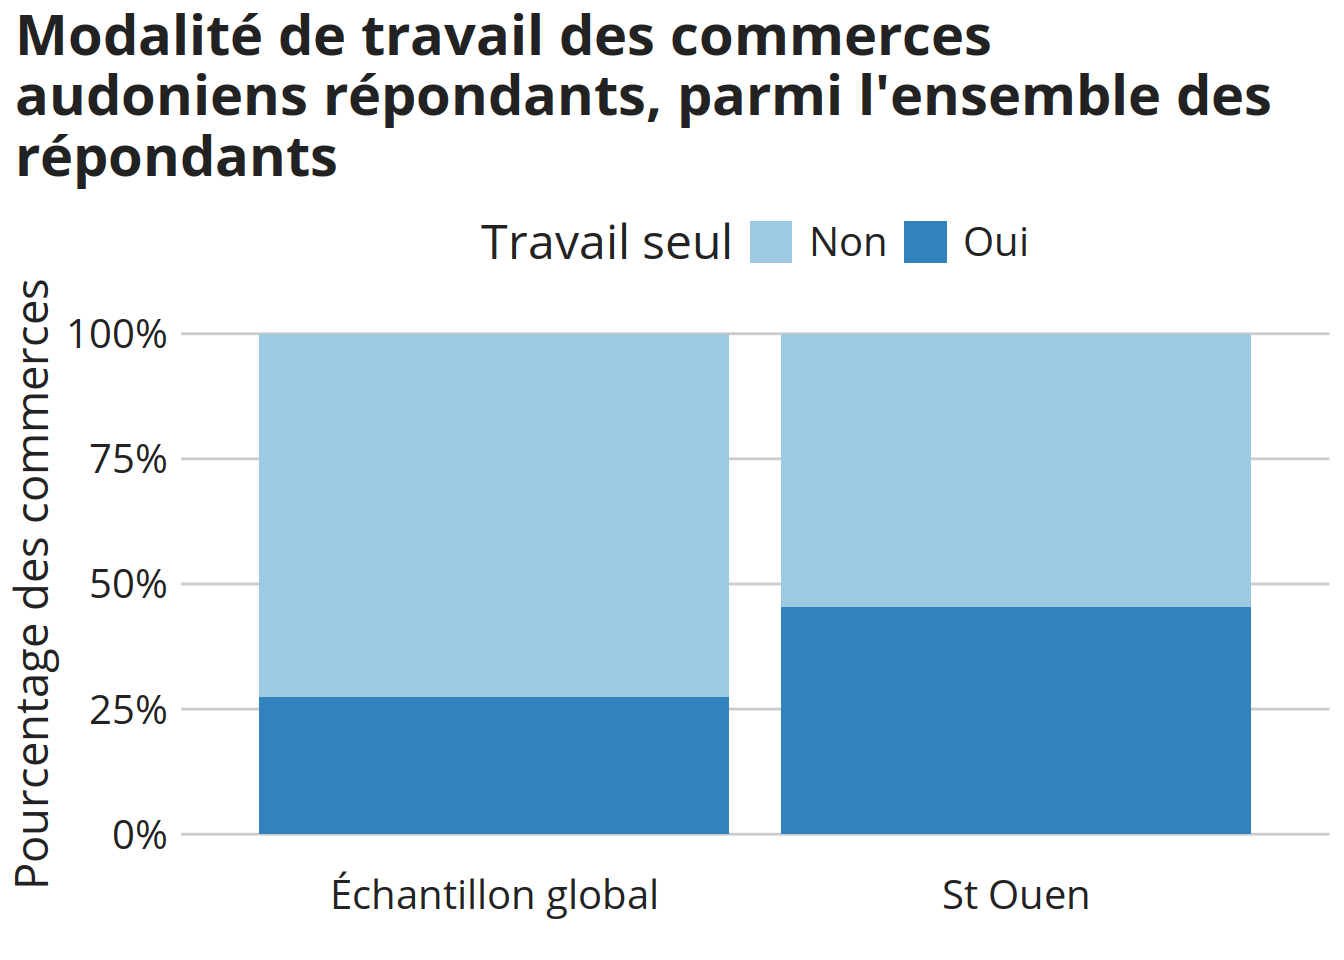 Modalité de travail des commerces
audoniens répondants, parmi l'ensemble des
répondants
Travail seul Non Oui
Pourcentage des commerces
100%
75%
50%
25%
0%
Échantillon global St Ouen